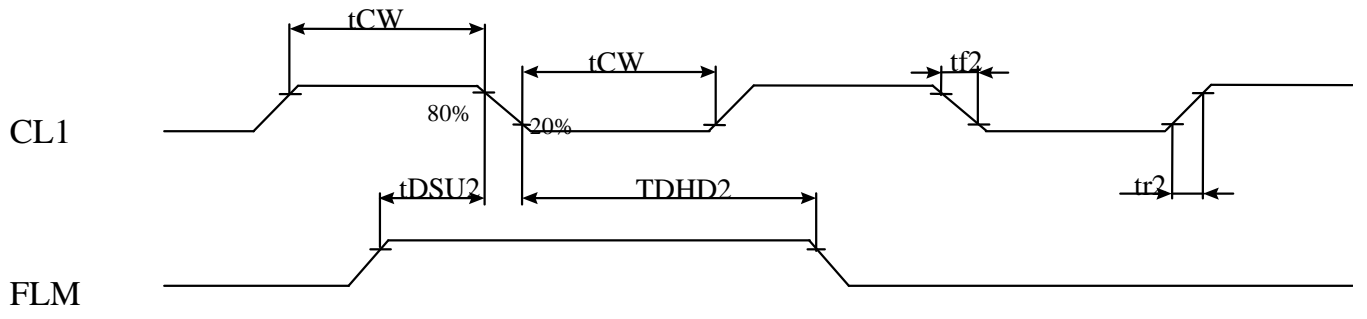 tCW
tCW
tf2
80%
20%
CL1
tDSU2
TDHD2
tr2
FLM